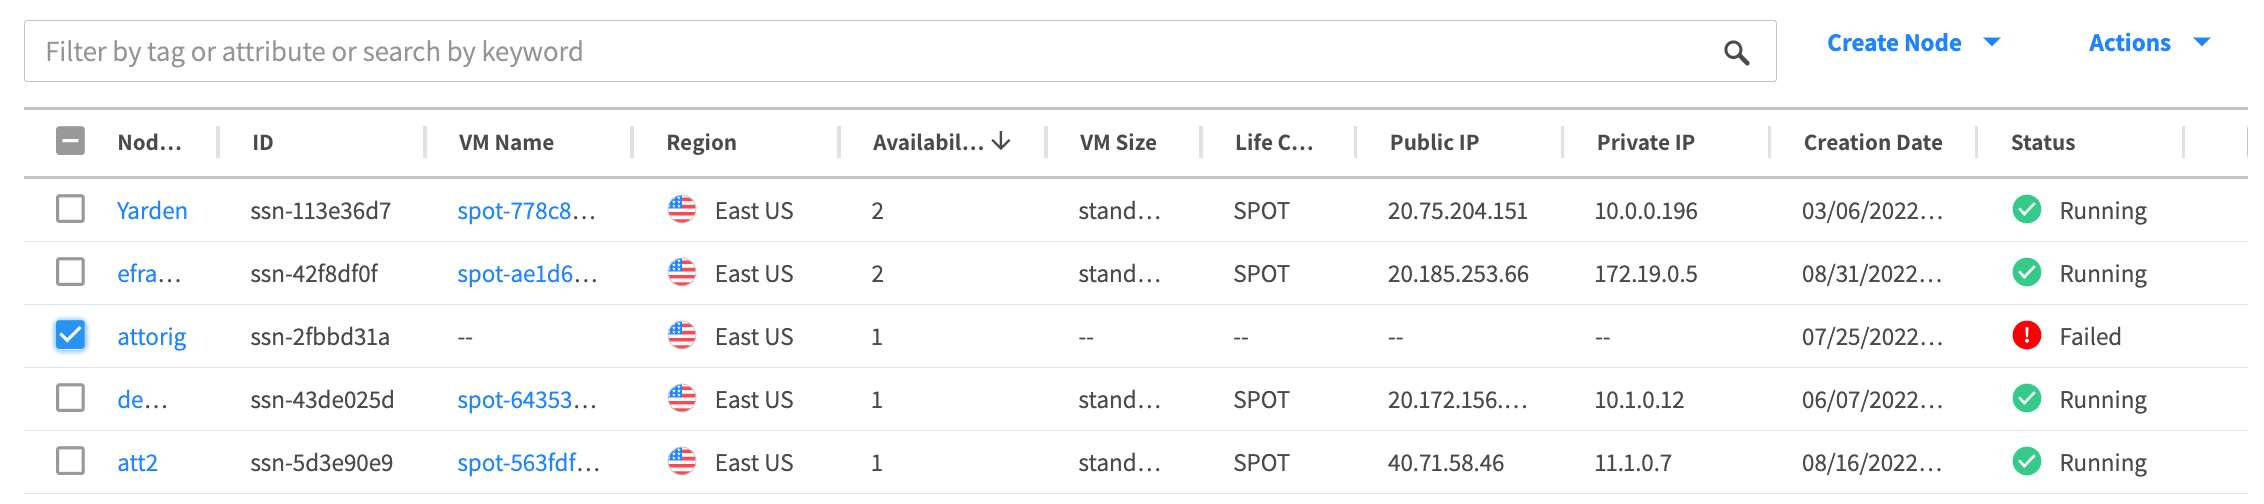 Filter by tag or attribute or search by keyword Create Node Actions
Nod... ID VM Name Region Availabil... VM Size Life C... Public IP Private IP Creation Date Status
Yarden ssn-113e36d7 spot-778c8... East US 2 stand... SPOT 20.75.204.151 10.0.0.196 03/06/2022... Running
efra... ssn-42f8df0f spot-ae1d6... East US 2 stand... SPOT 20.185.253.66 172.19.0.5 08/31/2022... Running
attorig ssn-2fbbd31a -- East US 1 -- -- -- -- 07/25/2022... Failed
de... ssn-43de025d spot-64353... East US 1 stand... SPOT 20.172.156.... 10.1.0.12 06/07/2022... Running
att2 ssn-5d3e90e9 spot-563fdf... East US 1 stand... SPOT 40.71.58.46 11.1.0.7 08/16/2022... Running